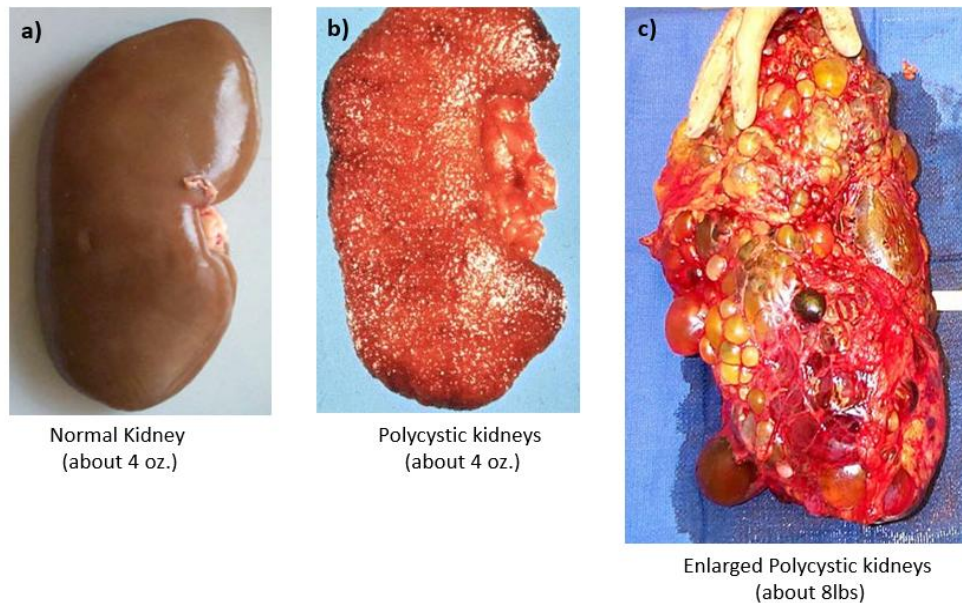 a)
b)
c)
Normal Kidney
(about 4 oz.)
Polycystic kidneys
(about 4 oz.)
Enlarged Polycystic kidneys
(about 8lbs)